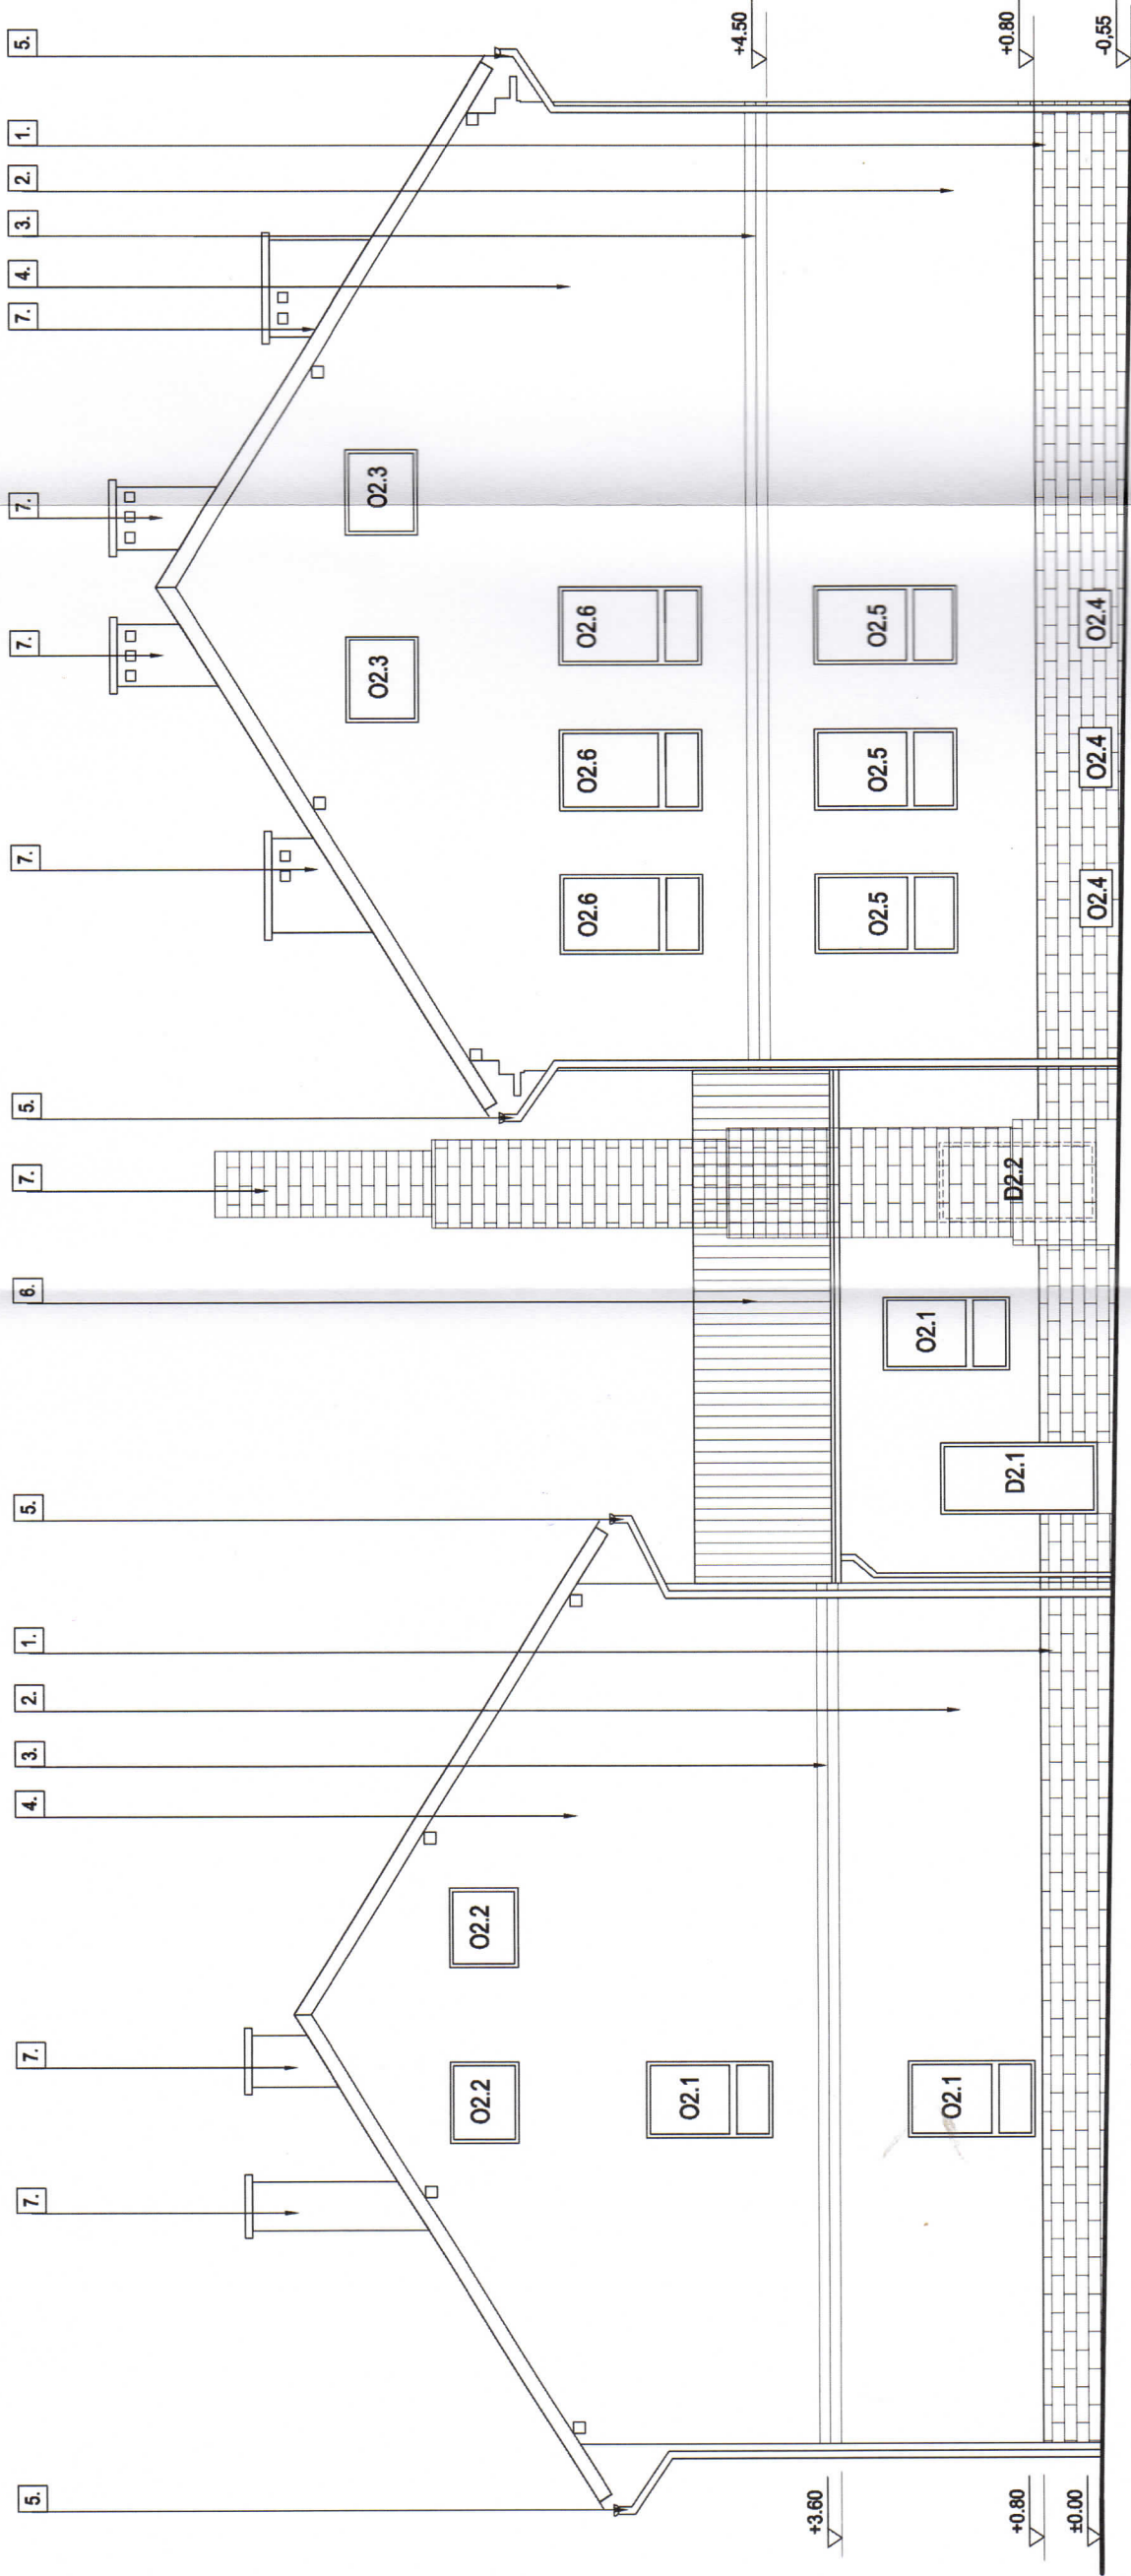 5. 7. 7. 4. 3. 2. 1. 5. 6. 7. 5. 7. 7. 7. 7. 4. 3. 2. 1. 5.
O2.3 O2.3
O2.2 O2.2
O2.6 O2.6 O2.6
O2.1
+4.50
+3.60
O2.5 O2.5 O2.5
O2.1 O2.1
D2.1 D2.2
+0.80 +0.80
±0.00 O2.4 O2.4 O2.4 -0,55